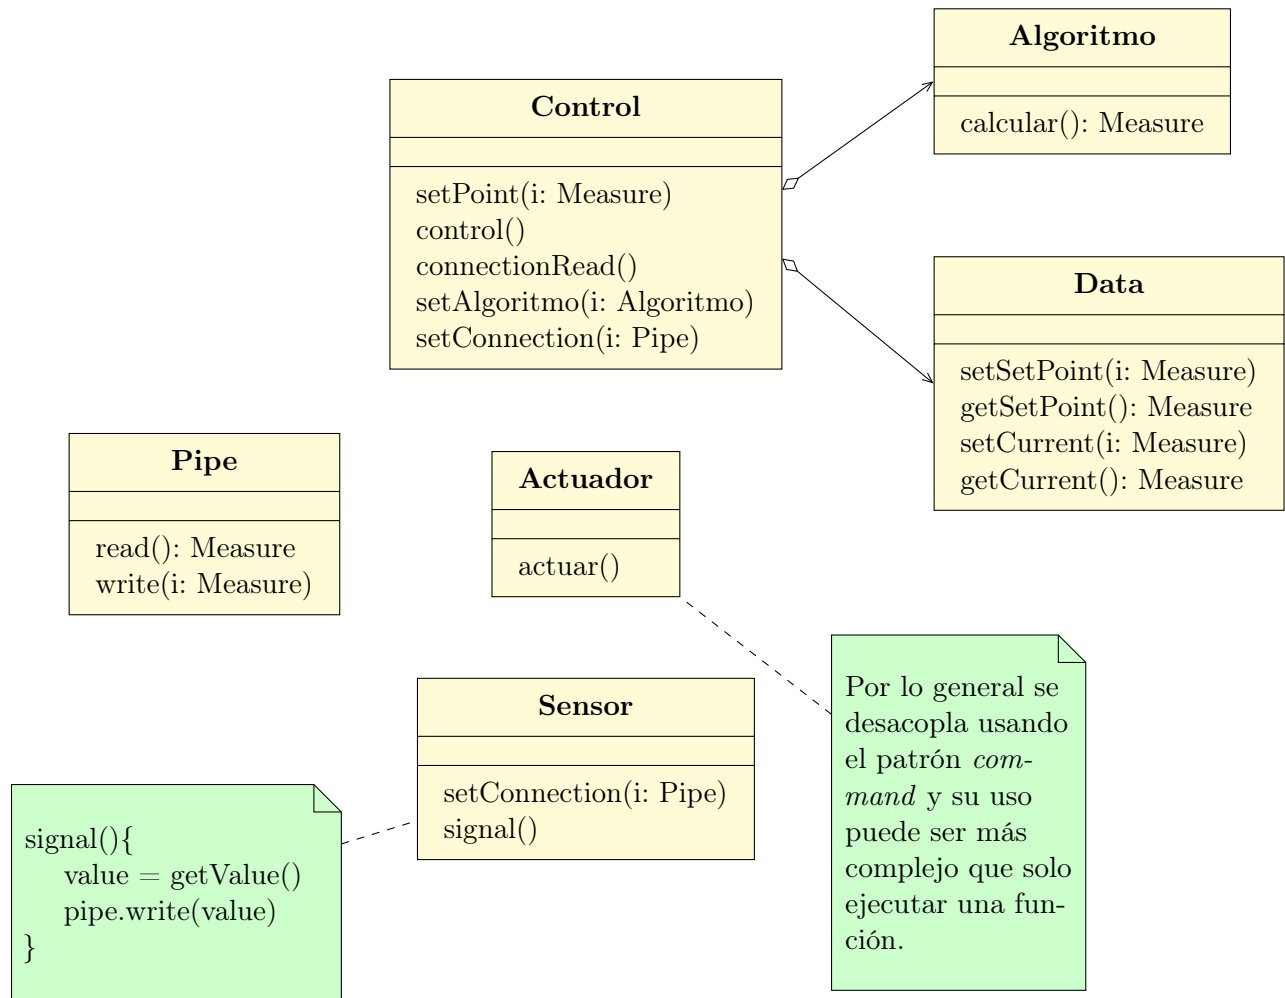 Algoritmo
calcular(): Measure
Control
setPoint(i: Measure)
control()
connectionRead()
setAlgoritmo(i: Algoritmo)
setConnection(i: Pipe)
Data
setSetPoint(i: Measure)
getSetPoint(): Measure
setCurrent(i: Measure)
getCurrent(): Measure
Pipe
read(): Measure
write(i: Measure)
Actuador
actuar()
Sensor
setConnection(i: Pipe)
signal()
Por lo general se
desacopla usando
el patrón com-
mand y su uso
puede ser más
complejo que solo
ejecutar una fun-
ción.
signal(){
value = getValue()
pipe.write(value)
}